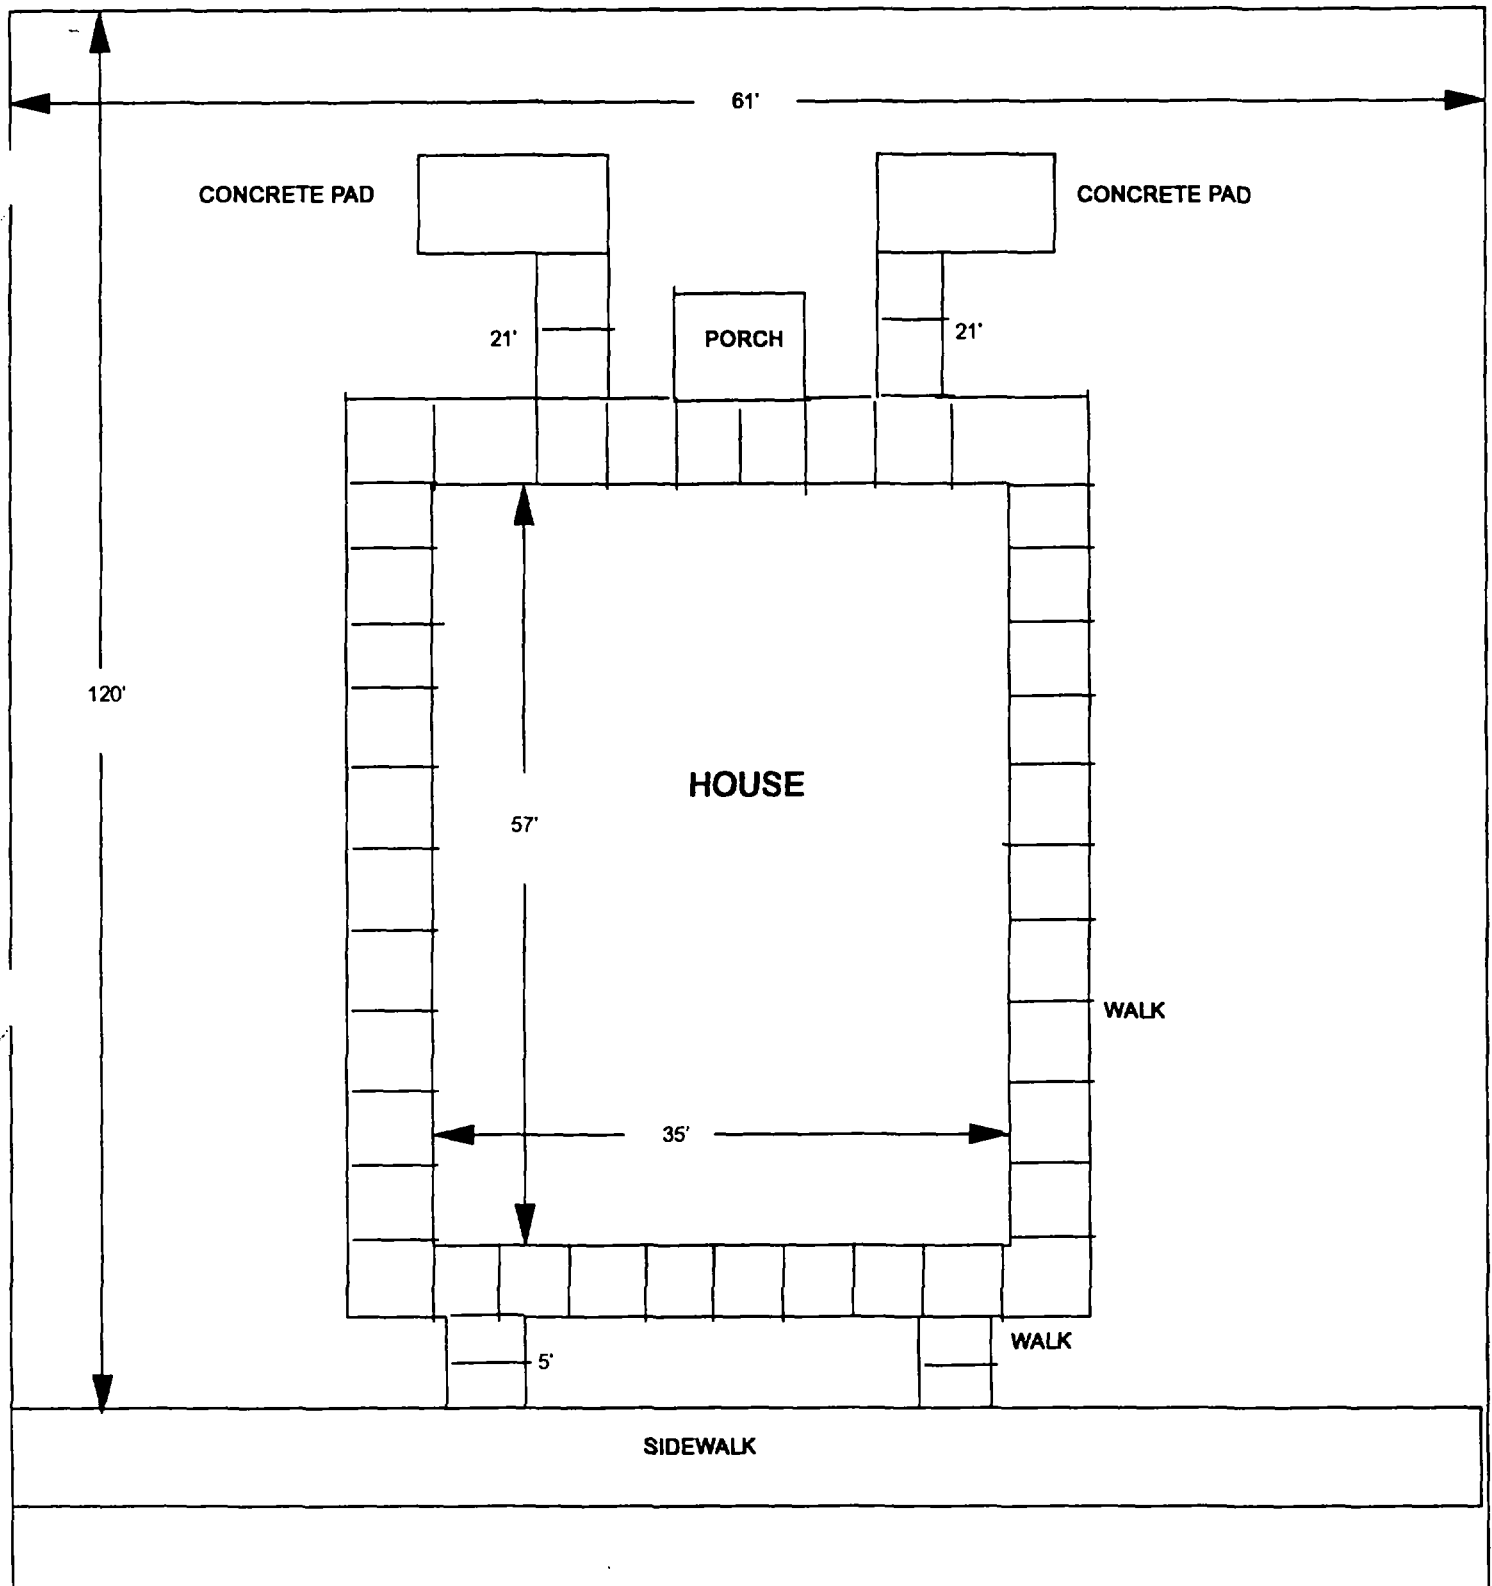 61'
CONCRETE PAD
CONCRETE PAD
21'
PORCH
21'
120'
HOUSE
57'
WALK
35'
WALK
5'
SIDEWALK